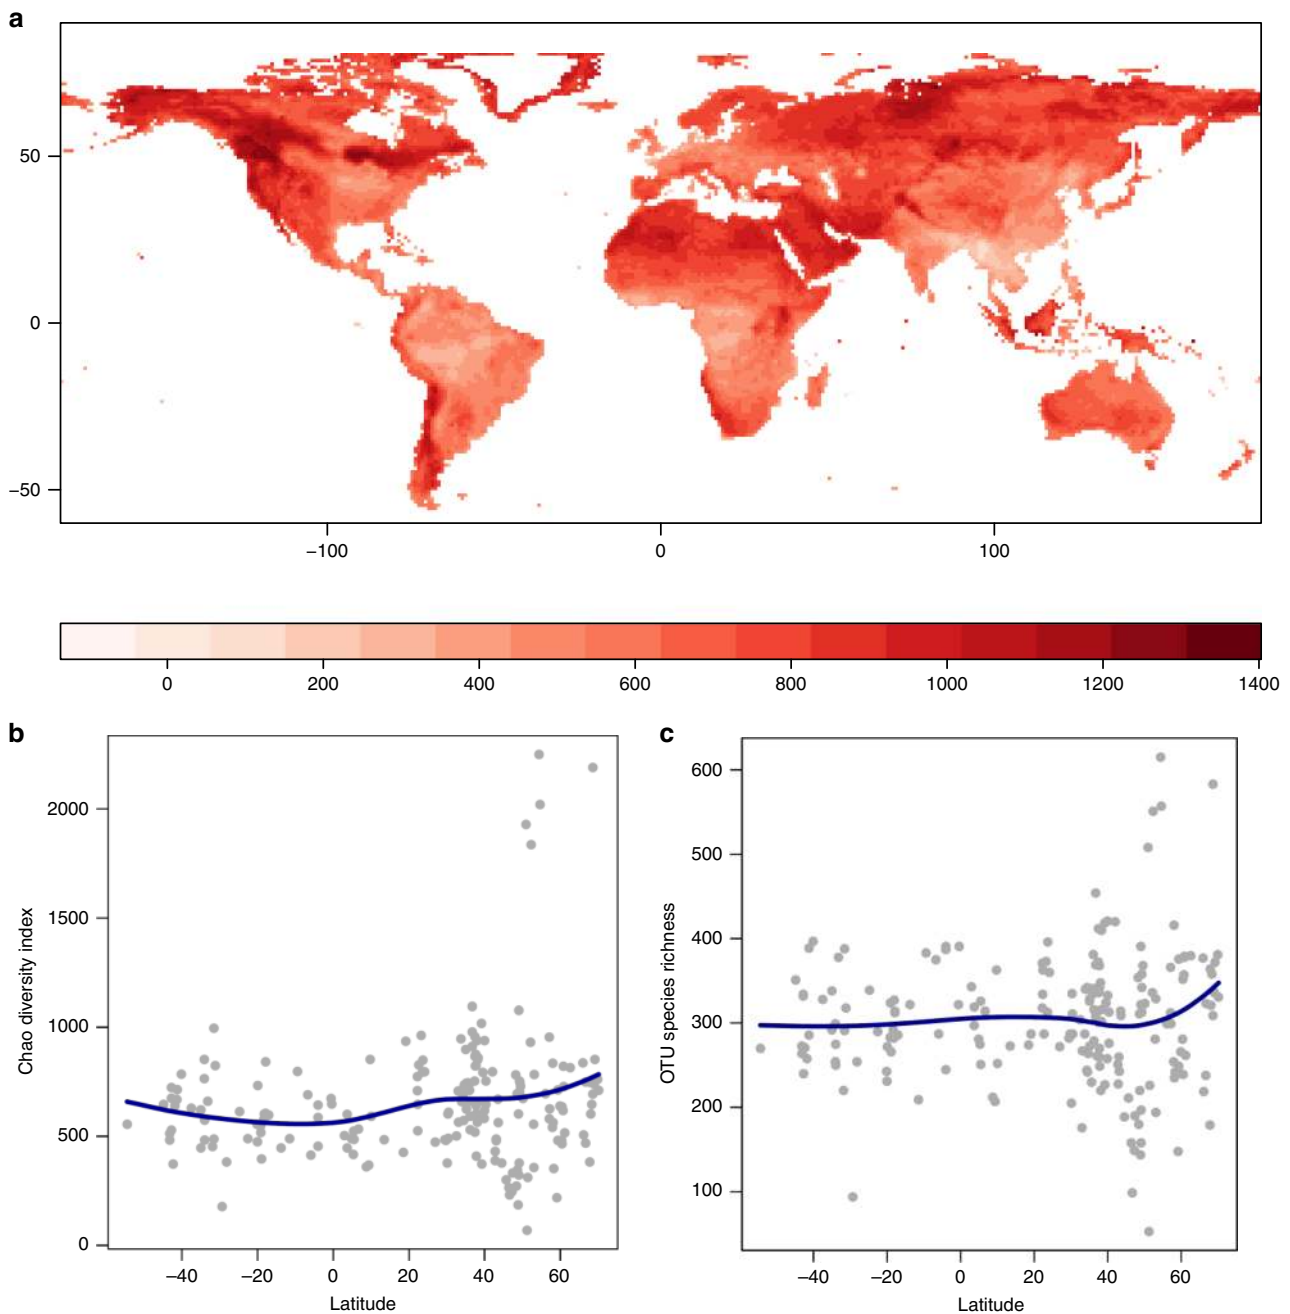 a
50
0
−50
−100 0 100
0 200 400 600 800 1000 1200 1400
b
Chao diversity index
2000
1500
1000
500
0
−40 −20 0 20 40 60
Latitude
c
OTU species richness
600
500
400
300
200
100
−40 −20 0 20 40 60
Latitude